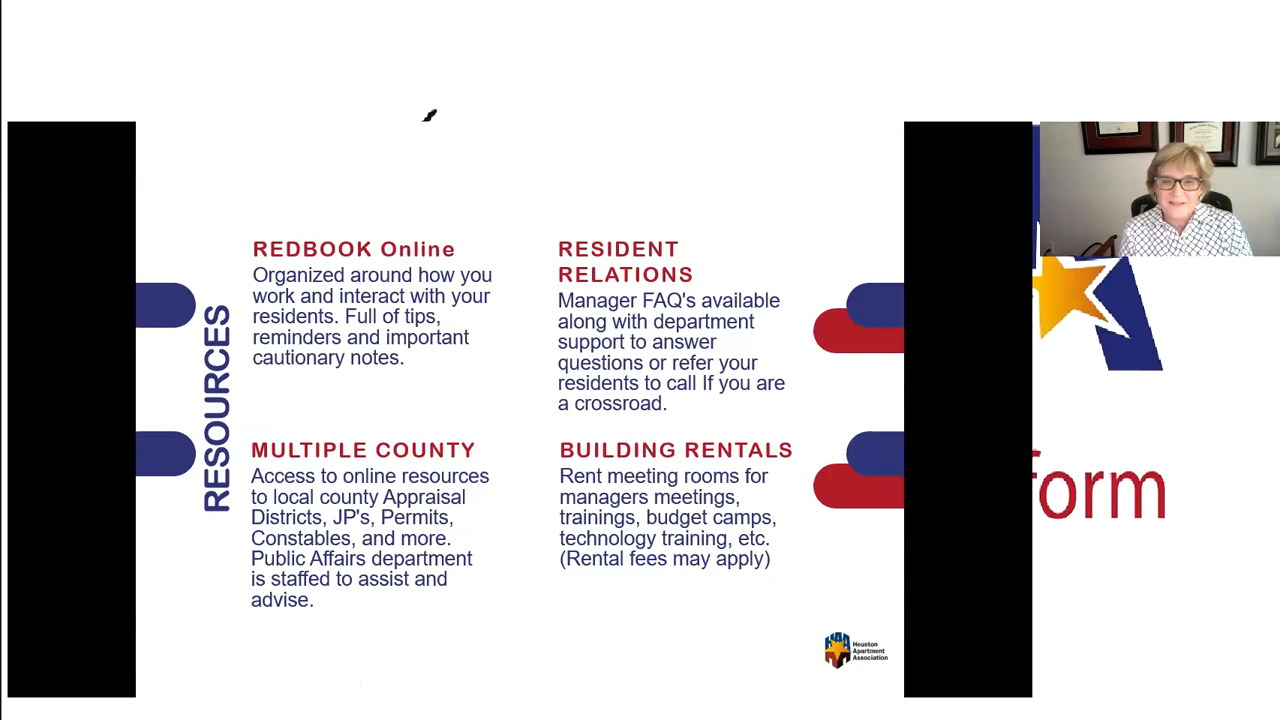 RESOURCES
REDBOOK Online
Organized around how you
work and interact with your
residents. Full of tips,
reminders and important
cautionary notes.
RESIDENT
RELATIONS
Manager FAQ's available
along with department
support to answer
questions or refer your
residents to call If you are
a crossroad.
MULTIPLE COUNTY
Access to online resources
to local county Appraisal
Districts, JP's, Permits,
Constables, and more.
Public Affairs department
is staffed to assist and
advise.
BUILDING RENTALS
Rent meeting rooms for
managers meetings,
trainings, budget camps,
technology training, etc.
(Rental fees may apply)
Houston
Apartment
Association
form